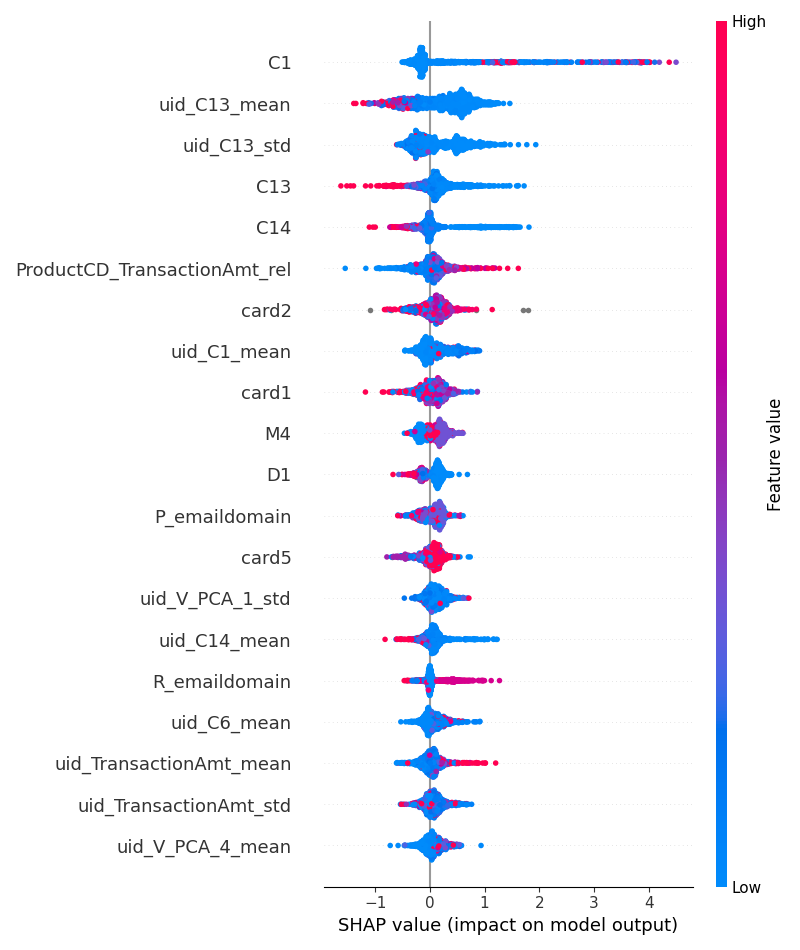 High
C1
uid_C13_mean
uid_C13_std
C13
C14
ProductCD_TransactionAmt_rel
card2
uid_C1_mean
card1
M4
D1
P_emaildomain
card5
uid_V_PCA_1_std
uid_C14_mean
R_emaildomain
uid_C6_mean
uid_TransactionAmt_mean
uid_TransactionAmt_std
uid_V_PCA_4_mean
Feature value
Low
−1 0 1 2 3 4
SHAP value (impact on model output)